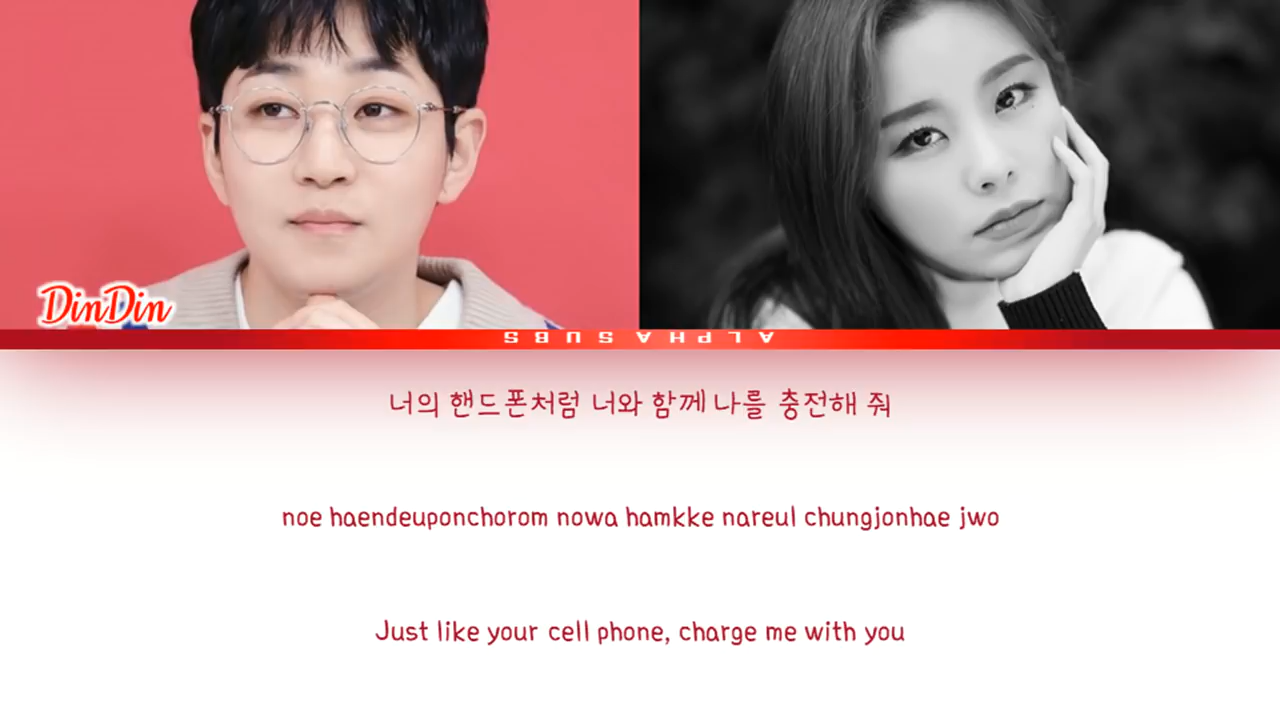 DinDin
ALPHA SUBS
너의 핸드폰처럼 너와 함께 나를 충전해 줘
noe haendeuponchorom nowa hamkke nareul chungjonhae jwo
Just like your cell phone, charge me with you